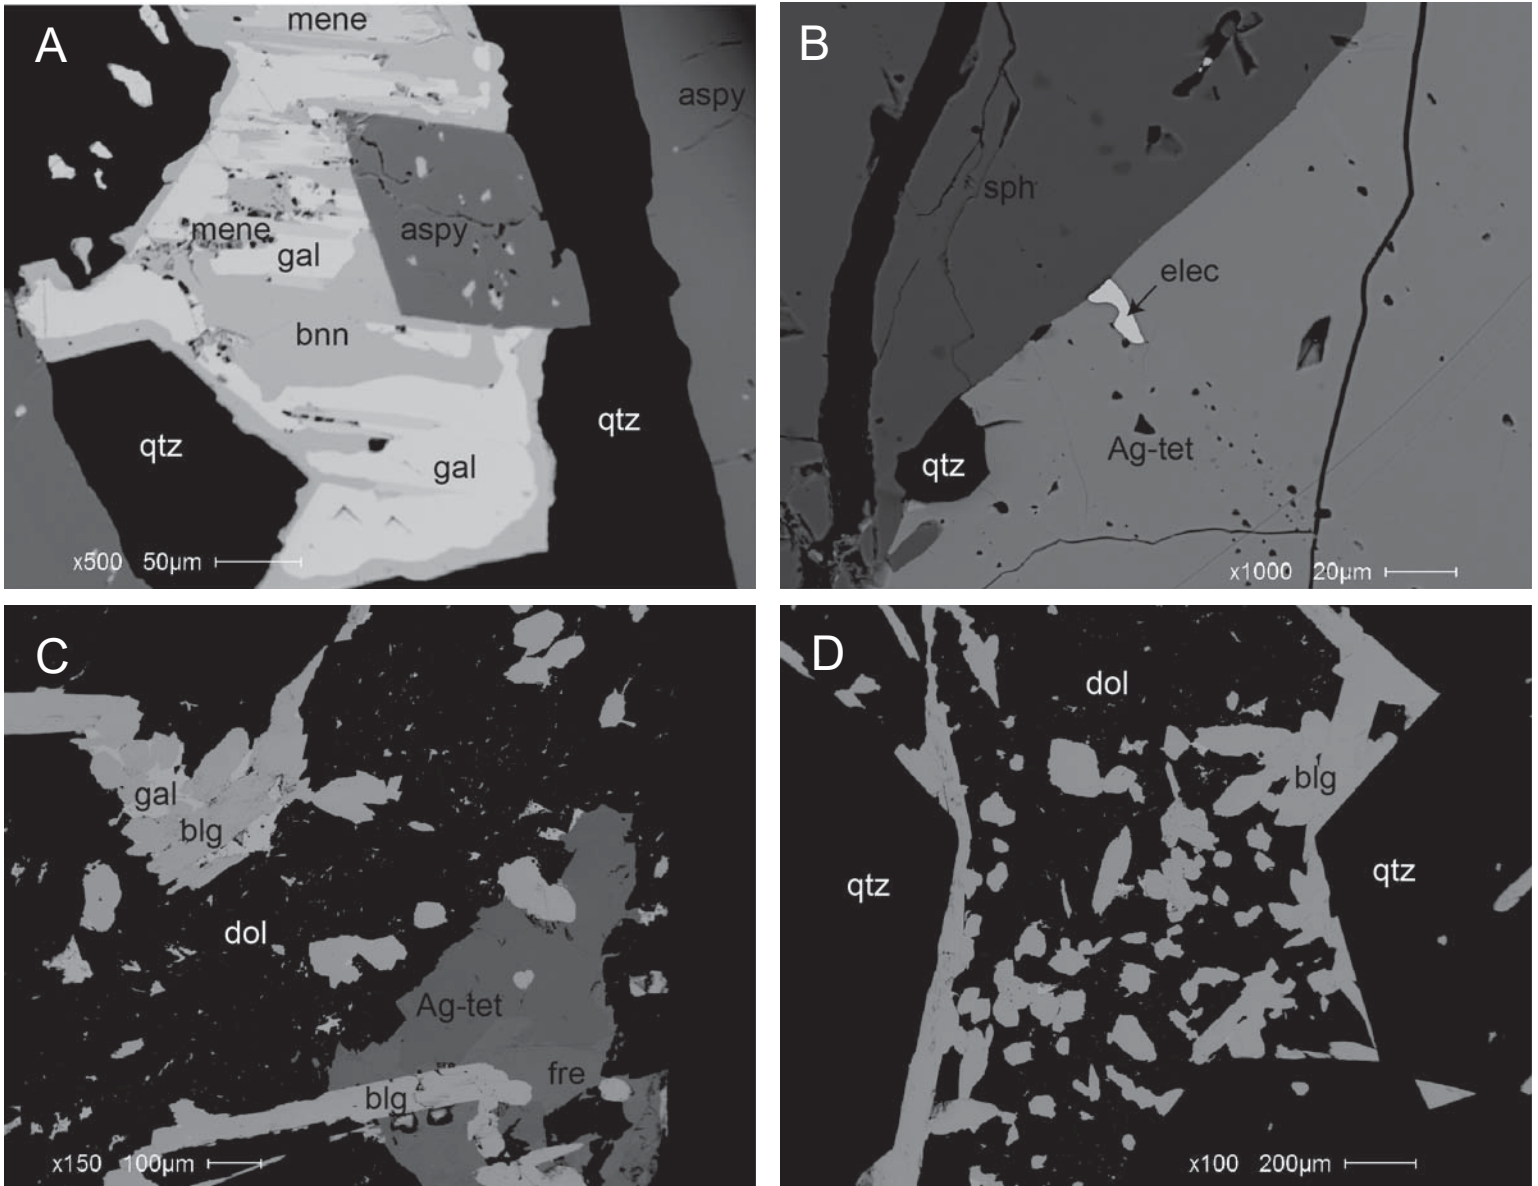 A
mene
aspy
mene
gal
aspy
bnn
qtz
qtz
gal
x500 50µm
B
sph
elec
qtz
Ag-tet
x1000 20µm
C
gal
blg
dol
Ag-tet
fre
blg
x150 100µm
D
dol
blg
qtz
qtz
x100 200µm